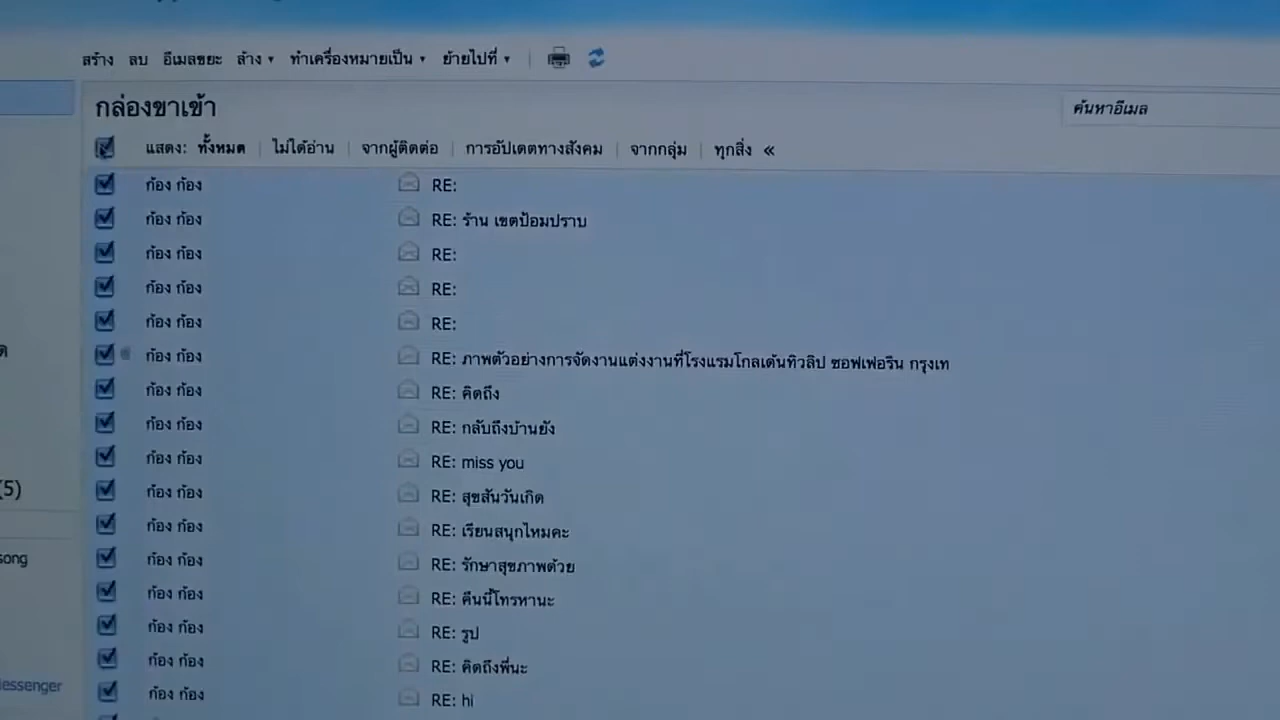 สร้าง ลบ อีเมลขยะ ล้าง ทำเครื่องหมายเป็น ย้ายไปที่
กล่องขาเข้า ค้นหาอีเมล
แสดง: ทั้งหมด ไม่ได้อ่าน จากผู้ติดต่อ การอัปเดตทางสังคม จากกลุ่ม ทุกสิ่ง «
ก้อง ก้อง RE:
ก้อง ก้อง RE: ร้าน เขตป้อมปราบ
ก้อง ก้อง RE:
ก้อง ก้อง RE:
ก้อง ก้อง RE:
ก้อง ก้อง RE: ภาพตัวอย่างการจัดงานแต่งงานที่โรงแรมโกลเด้นทิวลิป ซอฟเฟอริน กรุงเท
ก้อง ก้อง RE: คิดถึง
ก้อง ก้อง RE: กลับถึงบ้านยัง
ก้อง ก้อง RE: miss you
(5)
ก้อง ก้อง RE: สุขสันวันเกิด
ก้อง ก้อง RE: เรียนสนุกไหมคะ
song
ก้อง ก้อง RE: รักษาสุขภาพด้วย
ก้อง ก้อง RE: คืนนี้โทรหานะ
ก้อง ก้อง RE: รูป
ก้อง ก้อง RE: คิดถึงพี่นะ
essenger
ก้อง ก้อง RE: hi